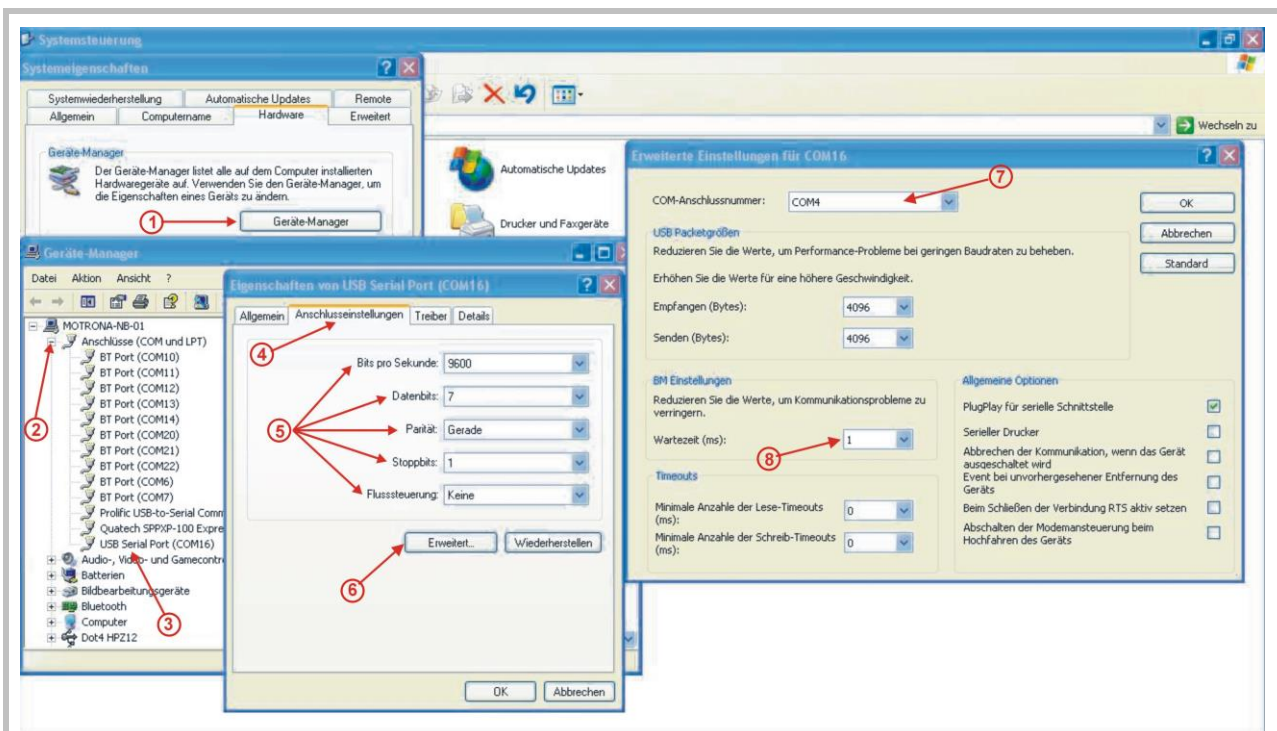 Systemsteuerung
Systemeigenschaften
Systemwiederherstellung Automatische Updates Remote
Allgemein Computername Hardware Erweitert
Geräte-Manager
Der Geräte-Manager listet alle auf dem Computer installierten
Hardwaregeräte auf. Verwenden Sie den Geräte-Manager, um
die Eigenschaften eines Geräts zu ändern.
1
Geräte-Manager
Wechseln zu
Automatische Updates
Drucker und Faxgeräte
Geräte-Manager
Datei Aktion Ansicht ?
MOTRONA-NB-01
Anschlüsse (COM und LPT)
BT Port (COM10)
BT Port (COM11)
BT Port (COM12)
BT Port (COM13)
BT Port (COM14)
BT Port (COM20)
BT Port (COM21)
BT Port (COM22)
BT Port (COM6)
BT Port (COM7)
Prolific USB-to-Serial Comm
Quatech SPPXP-100 Expre
USB Serial Port (COM16)
Audio-, Video- und Gamecontr
Batterien
Bildbearbeitungsgeräte
Bluetooth
Computer
Dot4 HPZ12
2
3
Eigenschaften von USB Serial Port (COM16)
Allgemein Anschlusseinstellungen Treiber Details
4
Bits pro Sekunde: 9600
Datenbits: 7
5
Parität: Gerade
Stoppbits: 1
Flusssteuerung: Keine
Erweitert... Wiederherstellen
6
OK Abbrechen
Erweiterte Einstellungen für COM16
7
COM-Anschlussnummer: COM4
OK
Abbrechen
Standard
USB Packetgrößen
Reduzieren Sie die Werte, um Performance-Probleme bei geringen Baudraten zu beheben.
Erhöhen Sie die Werte für eine höhere Geschwindigkeit.
Empfangen (Bytes): 4096
Senden (Bytes): 4096
BM Einstellungen
Reduzieren Sie die Werte, um Kommunikationsprobleme zu
verringern.
Wartezeit (ms): 1
8
Timeouts
Minimale Anzahle der Lese-Timeouts
(ms): 0
Minimale Anzahle der Schreib-Timeouts
(ms): 0
Allgemeine Optionen
PlugPlay für serielle Schnittstelle
Serieller Drucker
Abbrechen der Kommunikation, wenn das Gerät
ausgeschaltet wird
Event bei unvorhergesehener Entfernung des
Geräts
Beim Schließen der Verbindung RTS aktiv setzen
Abschalten der Modemansteuerung beim
Hochfahren des Geräts